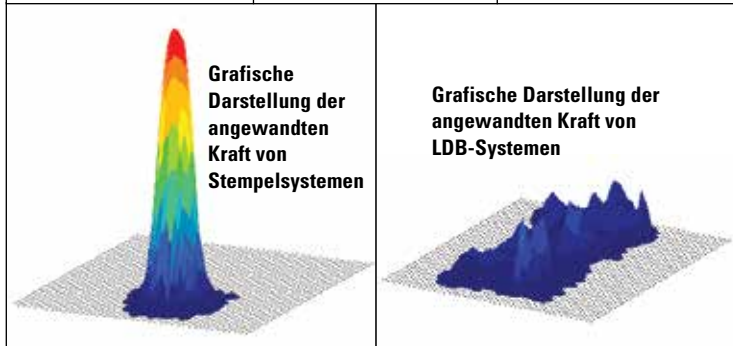 Grafische
Darstellung der
angewandten
Kraft von
Stempelsystemen
Grafische Darstellung der
angewandten Kraft von
LDB-Systemen